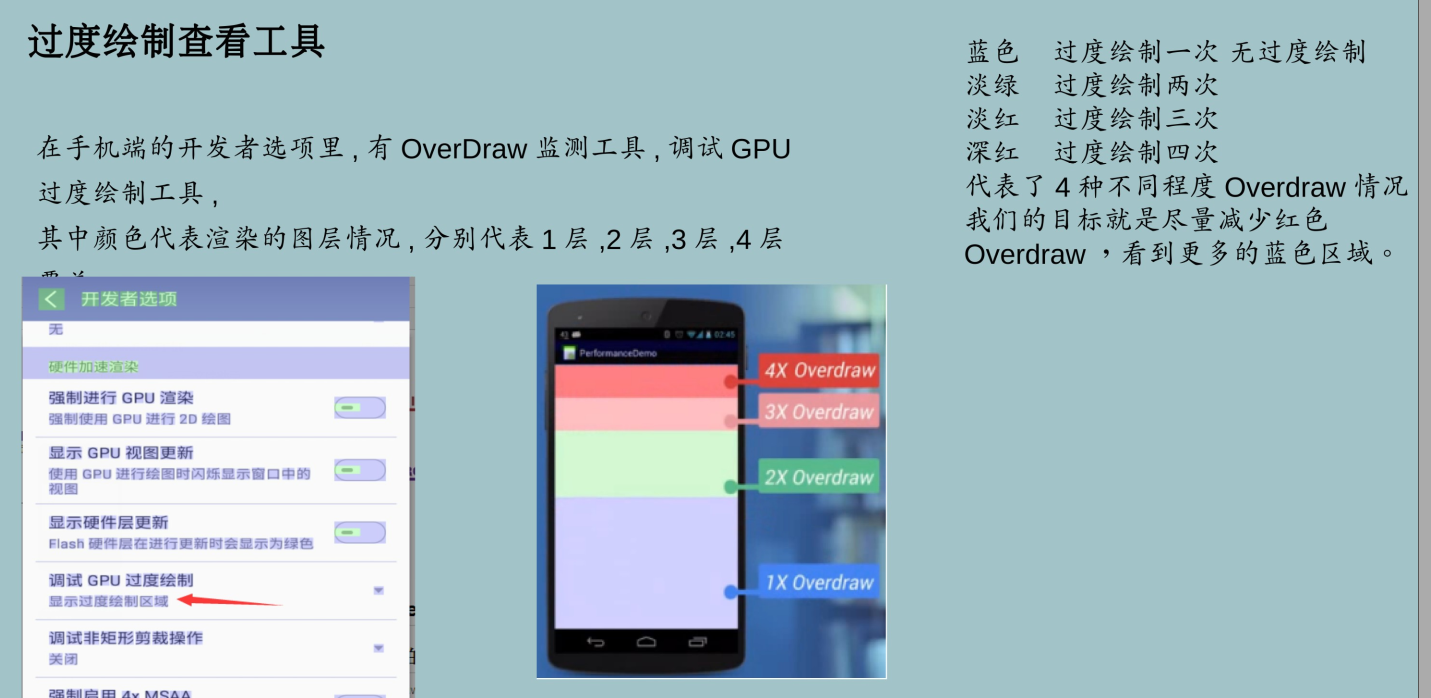 过度绘制查看工具
在手机端的开发者选项里 , 有 OverDraw 监测工具 , 调试 GPU
过度绘制工具 ,
其中颜色代表渲染的图层情况 , 分别代表 1 层 ,2 层 ,3 层 ,4 层
蓝色 过度绘制一次 无过度绘制
淡绿 过度绘制两次
淡红 过度绘制三次
深红 过度绘制四次
代表了 4 种不同程度 Overdraw 情况
我们的目标就是尽量减少红色
Overdraw ，看到更多的蓝色区域。
开发者选项
无
硬件加速渲染
强制进行 GPU 渲染
强制使用 GPU 进行 2D 绘图
显示 GPU 视图更新
使用 GPU 进行绘图时闪烁显示窗口中的
视图
显示硬件层更新
Flash 硬件层在进行更新时会显示为绿色
调试 GPU 过度绘制
显示过度绘制区域
调试非矩形剪裁操作
关闭
强制启用 4x MSAA
02:45
PerformanceDemo
4X Overdraw
3X Overdraw
2X Overdraw
1X Overdraw